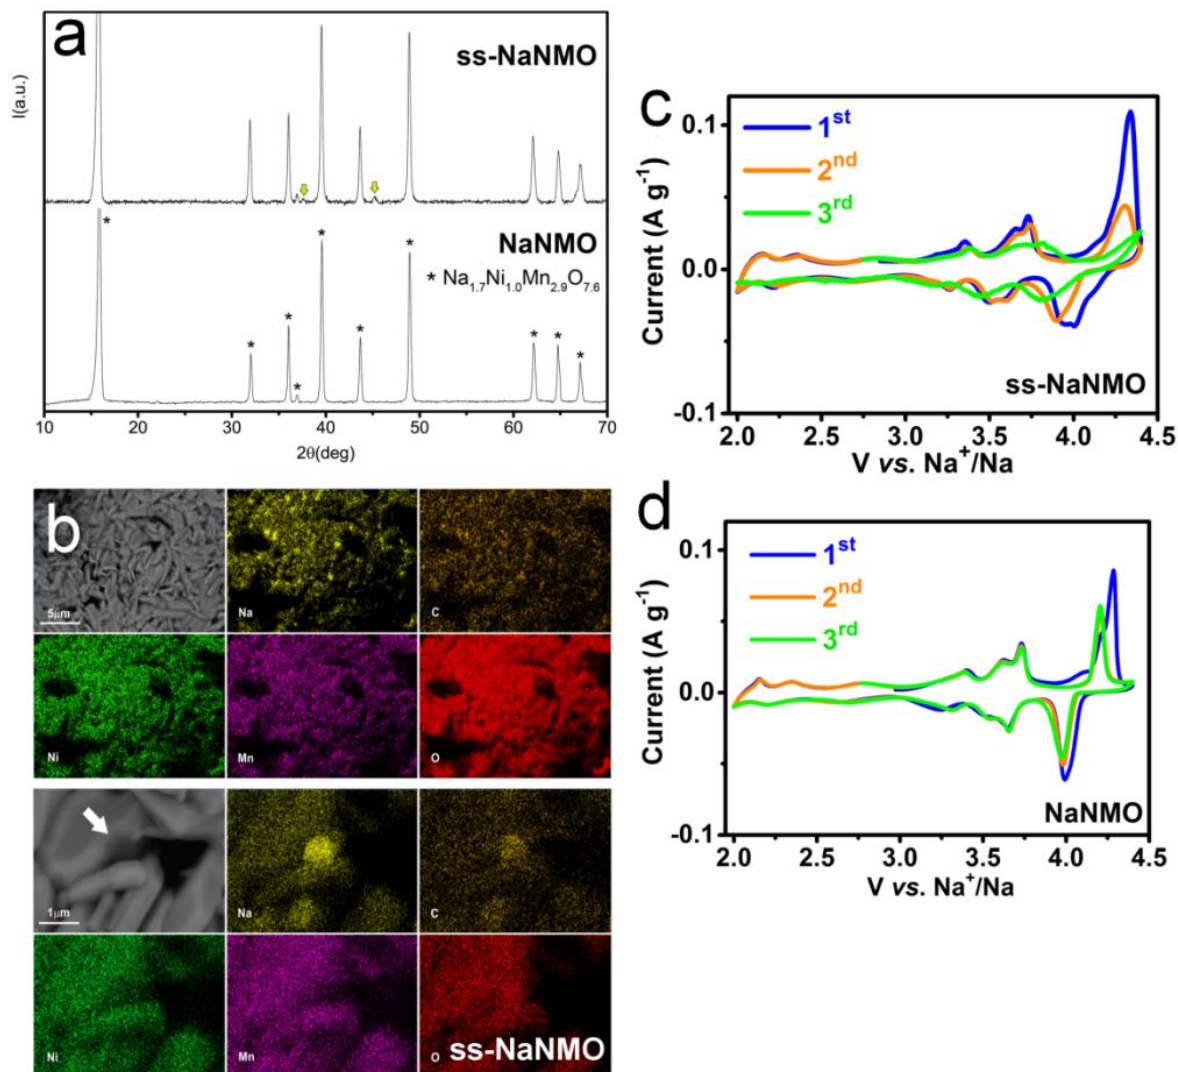 a
ss-NaNMO
I(a.u.)
NaNMO
* Na₁.₇Ni₁.₀Mn₂.₉O₇.₆
* * * * * * * * * *
10 20 30 40 50 60 70
2θ(deg)
b
5μm Na C
Ni Mn O
1μm Na C
Ni Mn O
ss-NaNMO
c
0.1
1ˢᵗ
2ⁿᵈ
3ʳᵈ
0.0
-0.1
Current (A g⁻¹)
ss-NaNMO
2.0 2.5 3.0 3.5 4.0 4.5
V vs. Na⁺/Na
d
0.1
1ˢᵗ
2ⁿᵈ
3ʳᵈ
0.0
-0.1
Current (A g⁻¹)
NaNMO
2.0 2.5 3.0 3.5 4.0 4.5
V vs. Na⁺/Na